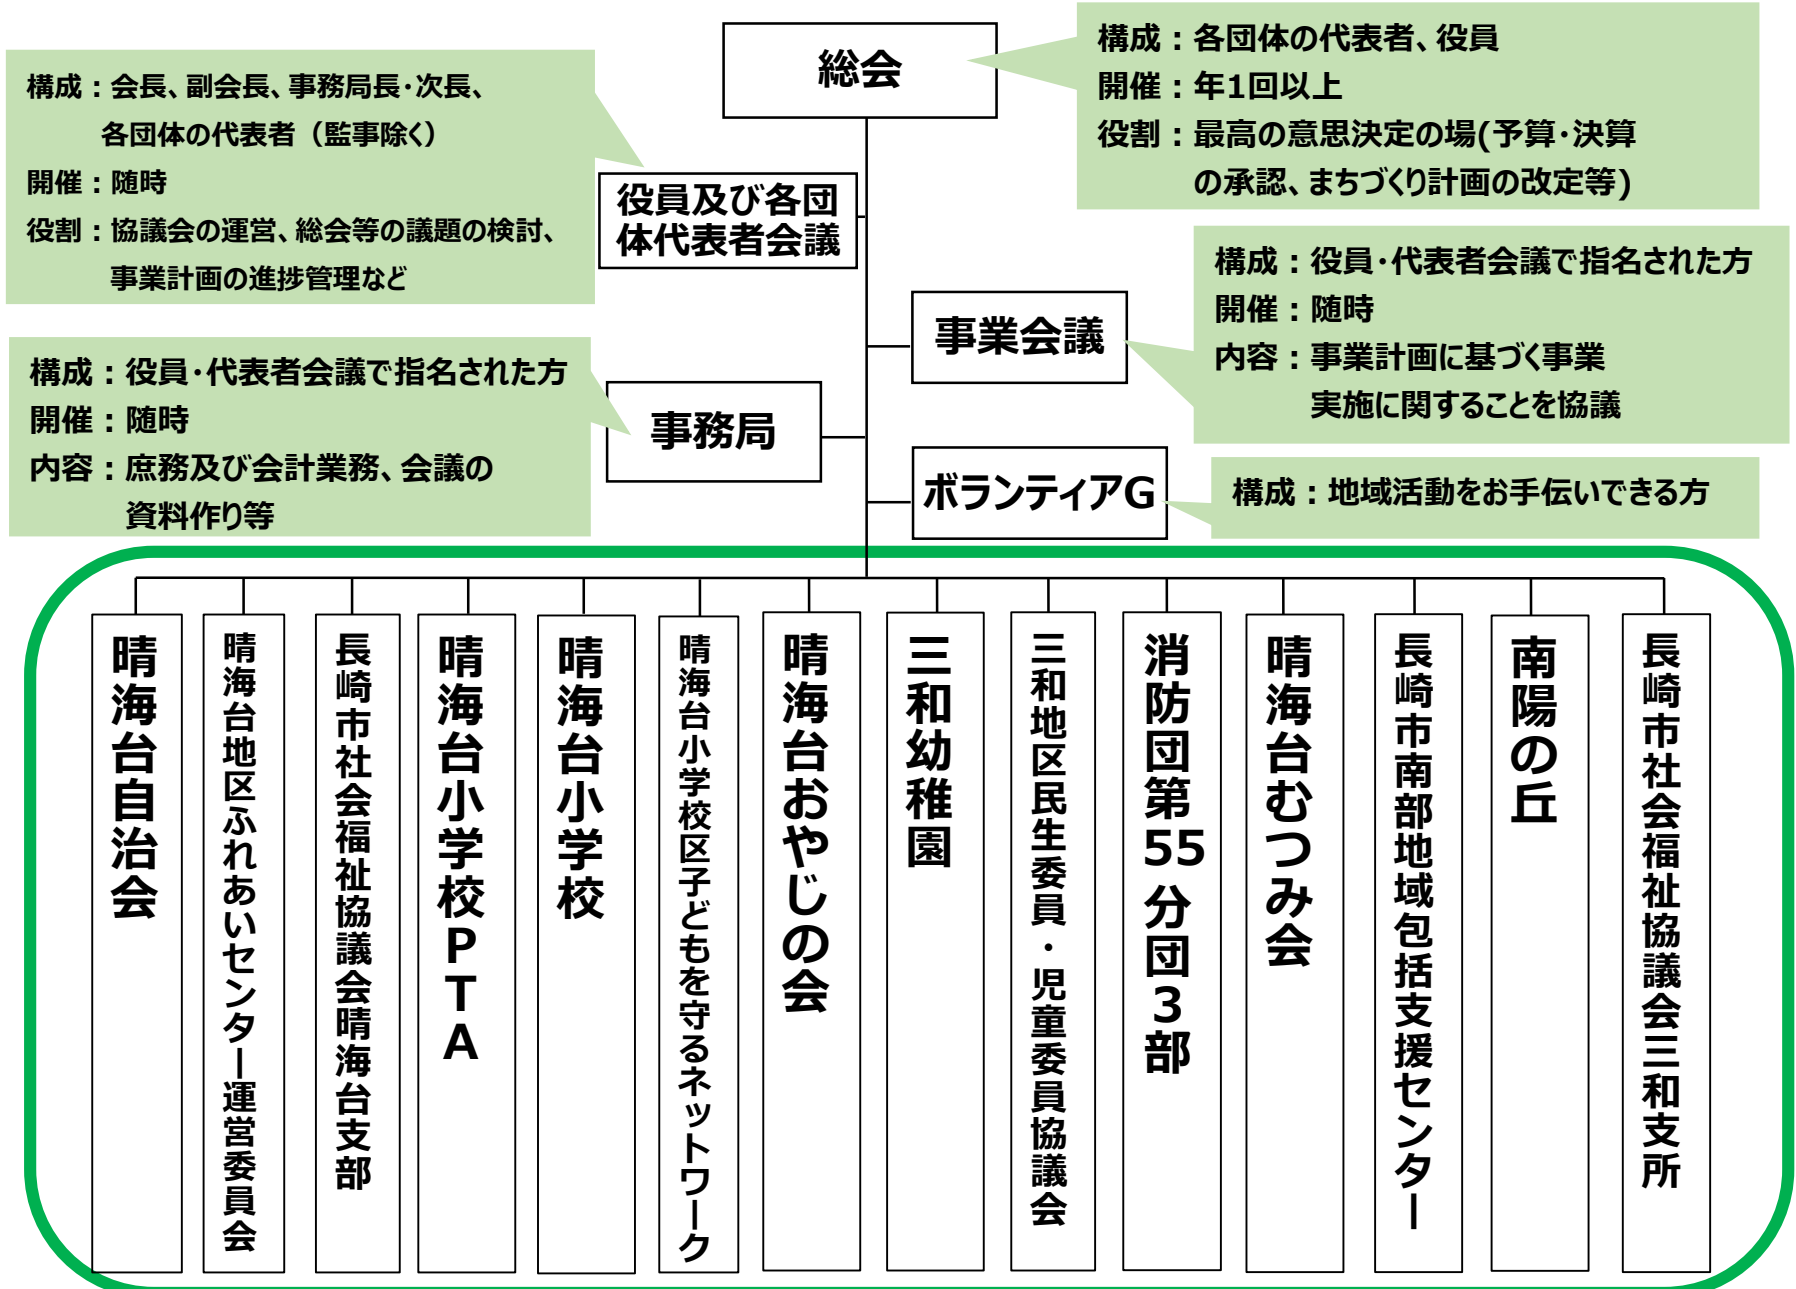 総会
構成：各団体の代表者、役員
開催：年1回以上
役割：最高の意思決定の場(予算･決算
の承認、まちづくり計画の改定等)
構成：会長、副会長、事務局長･次長、
各団体の代表者（監事除く）
開催：随時
役割：協議会の運営、総会等の議題の検討、
事業計画の進捗管理など
役員及び各団
体代表者会議
構成：役員･代表者会議で指名された方
開催：随時
内容：事業計画に基づく事業
実施に関することを協議
事業会議
構成：役員･代表者会議で指名された方
開催：随時
内容：庶務及び会計業務、会議の
資料作り等
事務局
ボランティアG
構成：地域活動をお手伝いできる方
晴海台自治会
晴海台地区ふれあいセンター運営委員会
長崎市社会福祉協議会晴海台支部
晴海台小学校PTA
晴海台小学校
晴海台小学校区子どもを守るネットワーク
晴海台おやじの会
三和幼稚園
三和地区民生委員・児童委員協議会
消防団第55分団3部
晴海台むつみ会
長崎市南部地域包括支援センター
南陽の丘
長崎市社会福祉協議会三和支所